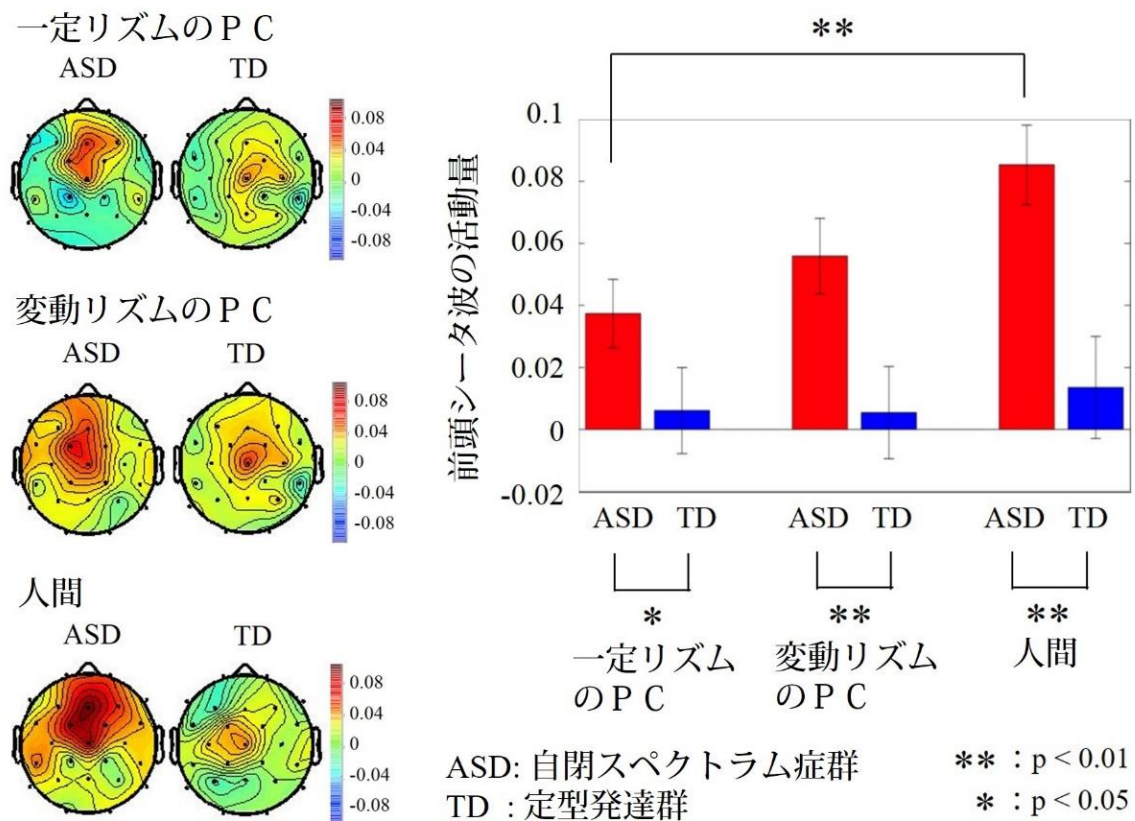 一定リズムのＰＣ
ASD TD
0.08
0.04
0
-0.04
-0.08
変動リズムのＰＣ
ASD TD
0.08
0.04
0
-0.04
-0.08
人間
ASD TD
0.08
0.04
0
-0.04
-0.08
**
前頭シータ波の活動量
0.1
0.08
0.06
0.04
0.02
0
-0.02
ASD TD ASD TD ASD TD
* ** **
一定リズム
のＰＣ
変動リズム
のＰＣ
人間
ASD: 自閉スペクトラム症群
TD : 定型発達群
** : p < 0.01
* : p < 0.05